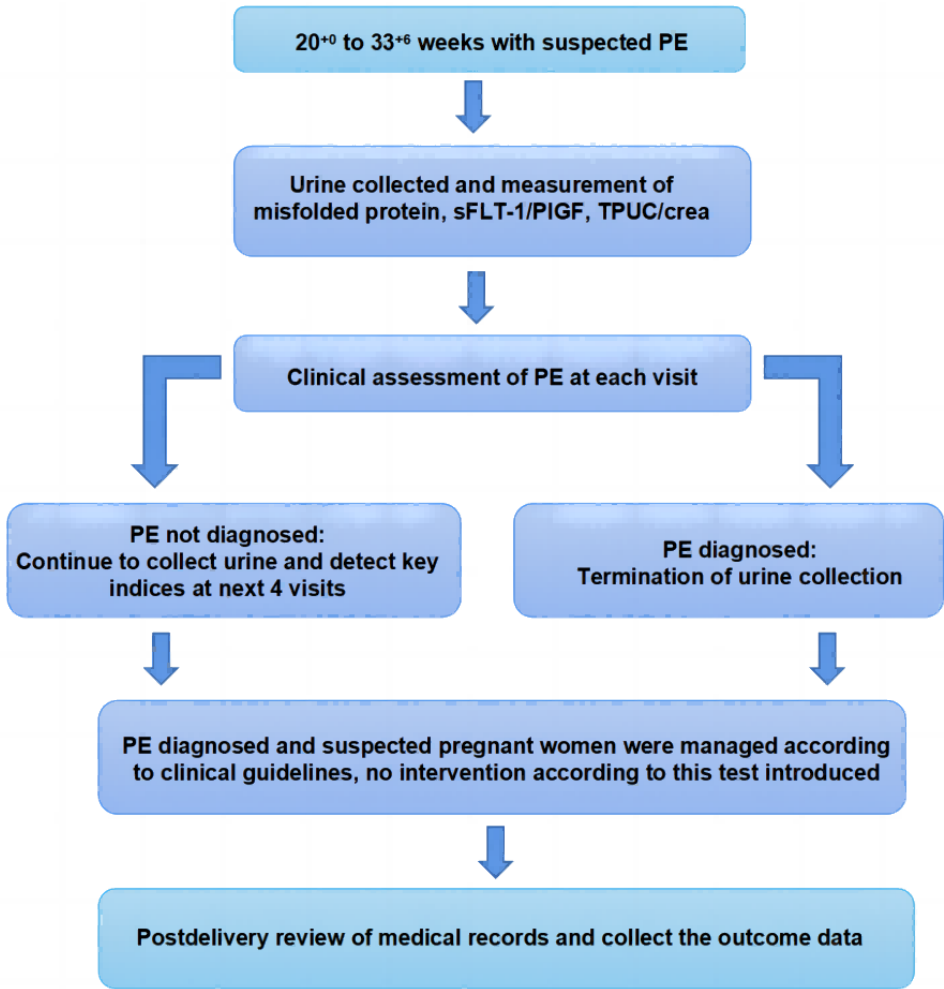 20⁺⁰ to 33⁺⁶ weeks with suspected PE
Urine collected and measurement of
misfolded protein, sFLT-1/PIGF, TPUC/crea
Clinical assessment of PE at each visit
PE not diagnosed:
Continue to collect urine and detect key
indices at next 4 visits
PE diagnosed:
Termination of urine collection
PE diagnosed and suspected pregnant women were managed according
to clinical guidelines, no intervention according to this test introduced
Postdelivery review of medical records and collect the outcome data